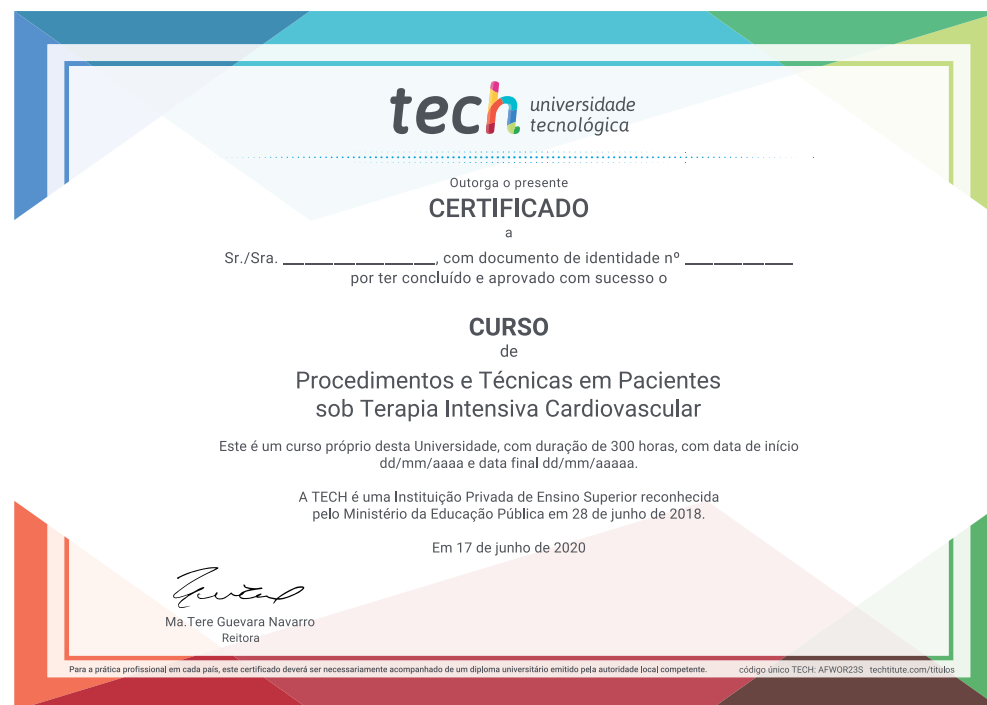 tech universidade
tecnológica
Outorga o presente
CERTIFICADO
a
Sr./Sra. ____________________, com documento de identidade nº ______________
por ter concluído e aprovado com sucesso o
CURSO
de
Procedimentos e Técnicas em Pacientes
sob Terapia Intensiva Cardiovascular
Este é um curso próprio desta Universidade, com duração de 300 horas, com data de início
dd/mm/aaaa e data final dd/mm/aaaaa.
A TECH é uma Instituição Privada de Ensino Superior reconhecida
pelo Ministério da Educação Pública em 28 de junho de 2018.
Em 17 de junho de 2020
Ma.Tere Guevara Navarro
Reitora
Para a prática profissional em cada país, este certificado deverá ser necessariamente acompanhado de um diploma universitário emitido pela autoridade local competente.
código único TECH: AFWOR23S techtitute.com/titulos